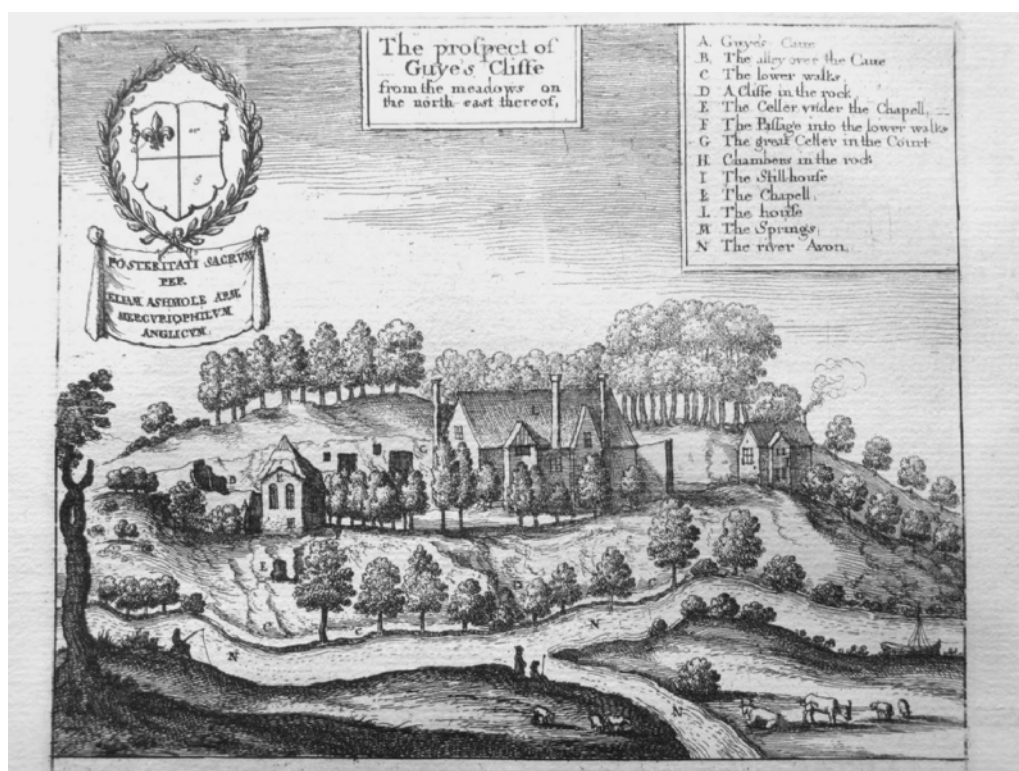 The proſpect of
Guye's Cliffe
from the meadows on
the north-east thereof,
A. Guye's Caue
B. The alley over the Caue
C The lower walks,
D A Cliffe in the rock
E The Celler vnder the Chapell,
F The Paſſage into the lower walks
G The great Celler in the Court
H. Chambers in the rock
I The Still houſe
K The Chapell,
L The houſe
M The Springs,
N The river Avon,
POSTERITATI SACRVM
PER.
ELIAM ASHMOLE ARM.
MERCVRIOPHILVM
ANGLICVM.
S
G
B
L
E
D
C
C
C
N
N
N